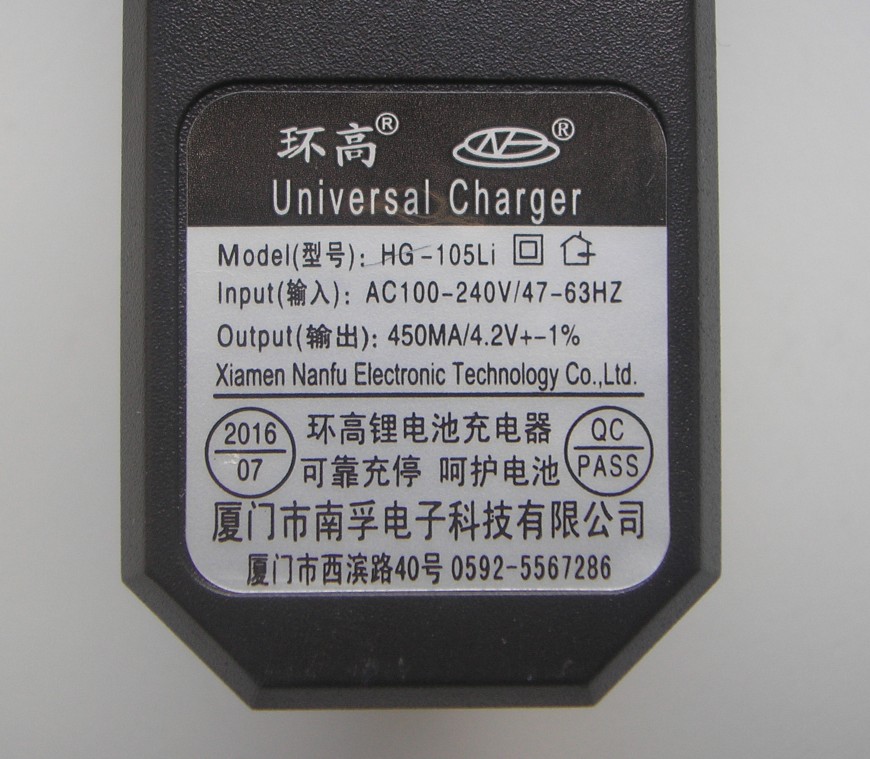 环高® ®
Universal Charger
Model(型号): HG-105Li
Input(输入): AC100-240V/47-63HZ
Output(输出): 450MA/4.2V+-1%
Xiamen Nanfu Electronic Technology Co.,Ltd.
2016
07
环高锂电池充电器
可靠充停 呵护电池
QC
PASS
厦门市南孚电子科技有限公司
厦门市西滨路40号 0592-5567286